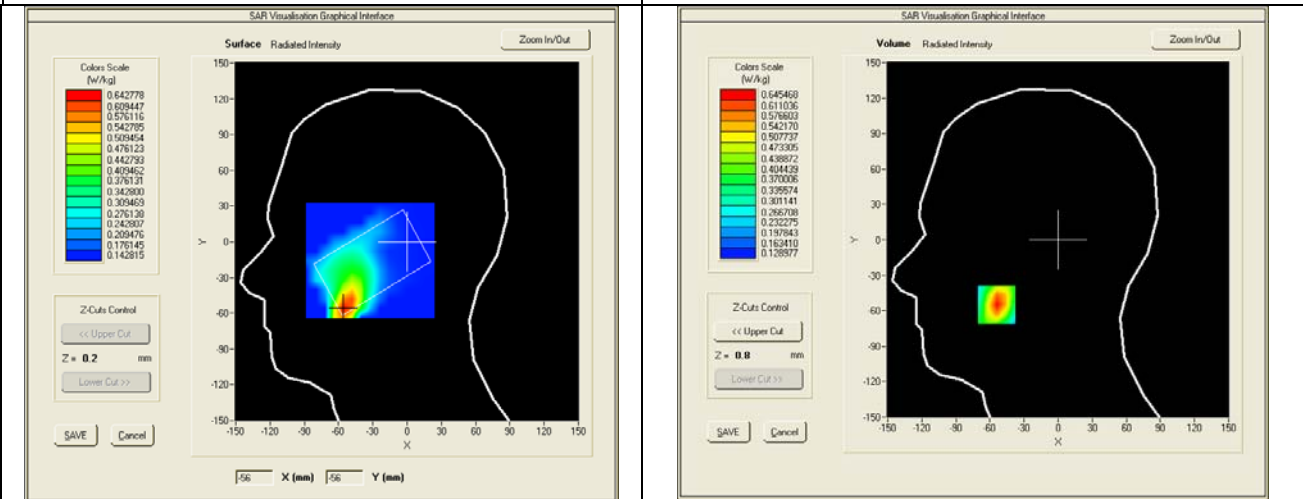 SAR Visualisation Graphical Interface
Surface Radiated Intensity
Zoom In/Out
Colors Scale
(W/kg)
0.642778
0.609447
0.576116
0.542785
0.509454
0.476123
0.442793
0.409462
0.376131
0.342800
0.309469
0.276138
0.242807
0.209476
0.176145
0.142815
Z-Cuts Control
<< Upper Cut
Z = 0.2 mm
Lower Cut >>
SAVE Cancel
150
120
90
60
30
0
-30
-60
-90
-120
-150
Y
-150 -120 -90 -60 -30 0 30 60 90 120 150
X
-56 X (mm) -56 Y (mm)
SAR Visualisation Graphical Interface
Volume Radiated Intensity
Zoom In/Out
Colors Scale
(W/kg)
0.645468
0.611036
0.576603
0.542170
0.507737
0.473305
0.438872
0.404439
0.370006
0.335574
0.301141
0.266708
0.232275
0.197843
0.163410
0.128977
Z-Cuts Control
<< Upper Cut
Z = 0.8 mm
Lower Cut >>
SAVE Cancel
150
120
90
60
30
0
-30
-60
-90
-120
-150
Y
-150 -120 -90 -60 -30 0 30 60 90 120 150
X